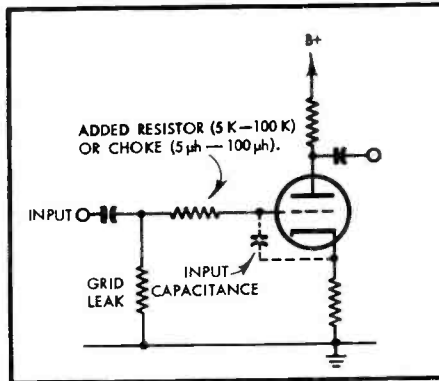 B+
ADDED RESISTOR (5 K—100 K)
OR CHOKE (5 µh — 100 µh).
INPUT
GRID
LEAK
INPUT
CAPACITANCE